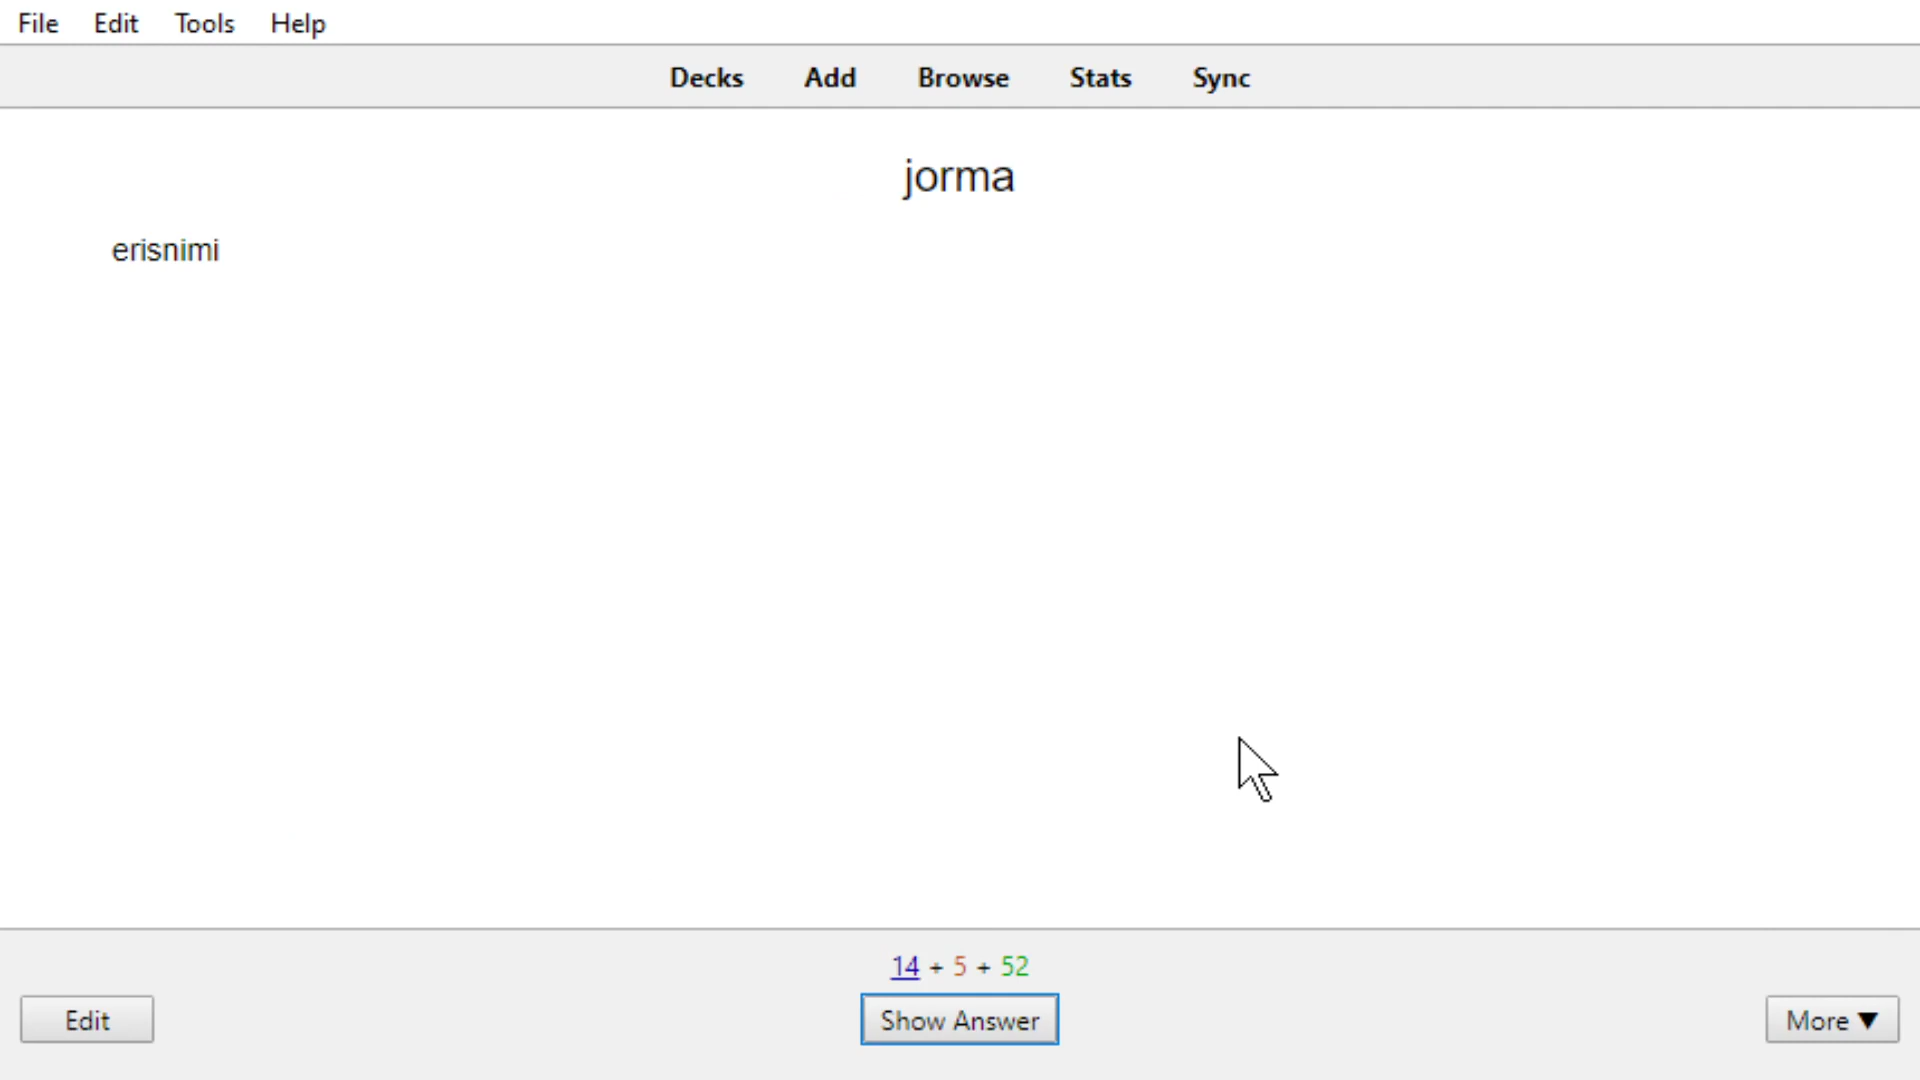 File Edit Tools Help
Decks Add Browse Stats Sync
jorma
erisnimi
14 + 5 + 52
Edit Show Answer More ▼